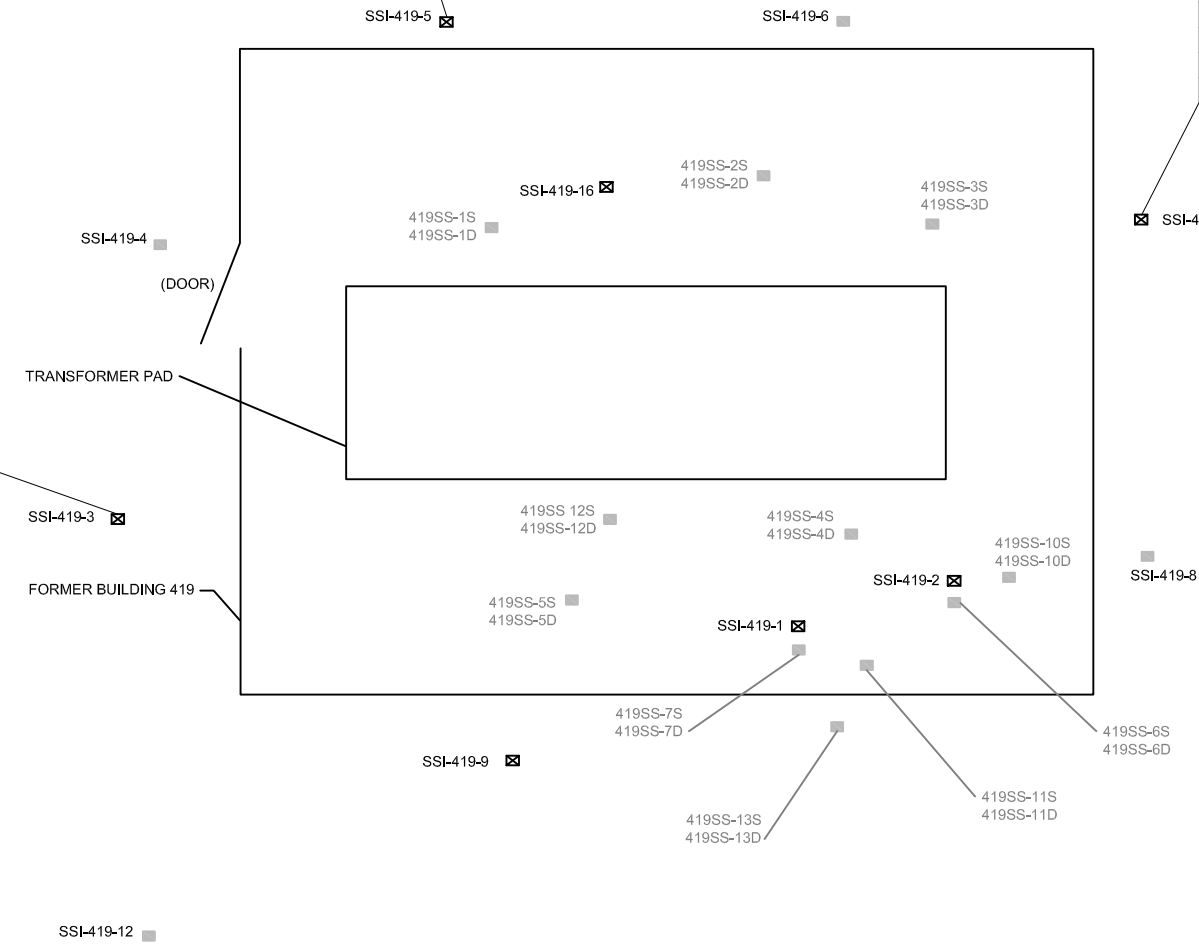 SSI-419-5
SSI-419-6
419SS-2S
419SS-2D
SSI-419-16
419SS-3S
419SS-3D
419SS-1S
419SS-1D
SSI-4
SSI-419-4
(DOOR)
TRANSFORMER PAD
SSI-419-3
419SS 12S
419SS-12D
419SS-4S
419SS-4D
419SS-10S
419SS-10D
SSI-419-2
SSI-419-8
FORMER BUILDING 419
419SS-5S
419SS-5D
SSI-419-1
419SS-7S
419SS-7D
419SS-6S
419SS-6D
SSI-419-9
419SS-11S
419SS-11D
419SS-13S
419SS-13D
SSI-419-12